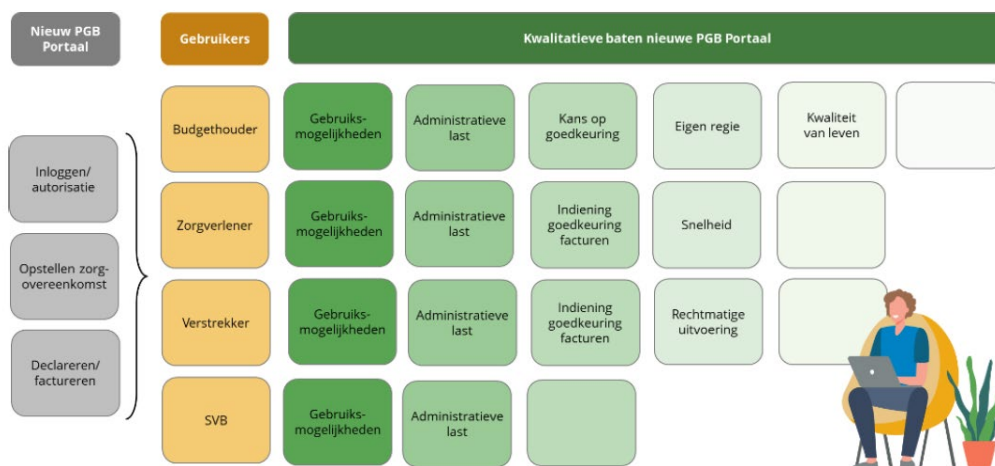 Nieuw PGB
Portaal
Gebruikers
Kwalitatieve baten nieuwe PGB Portaal
Inloggen/
autorisatie
Opstellen zorg-
overeenkomst
Declareren/
factureren
Budgethouder
Gebruiks-
mogelijkheden
Administratieve
last
Kans op
goedkeuring
Eigen regie
Kwaliteit
van leven
Zorgverlener
Gebruiks-
mogelijkheden
Administratieve
last
Indiening
goedkeuring
facturen
Snelheid
Verstrekker
Gebruiks-
mogelijkheden
Administratieve
last
Indiening
goedkeuring
facturen
Rechtmatige
uitvoering
SVB
Gebruiks-
mogelijkheden
Administratieve
last